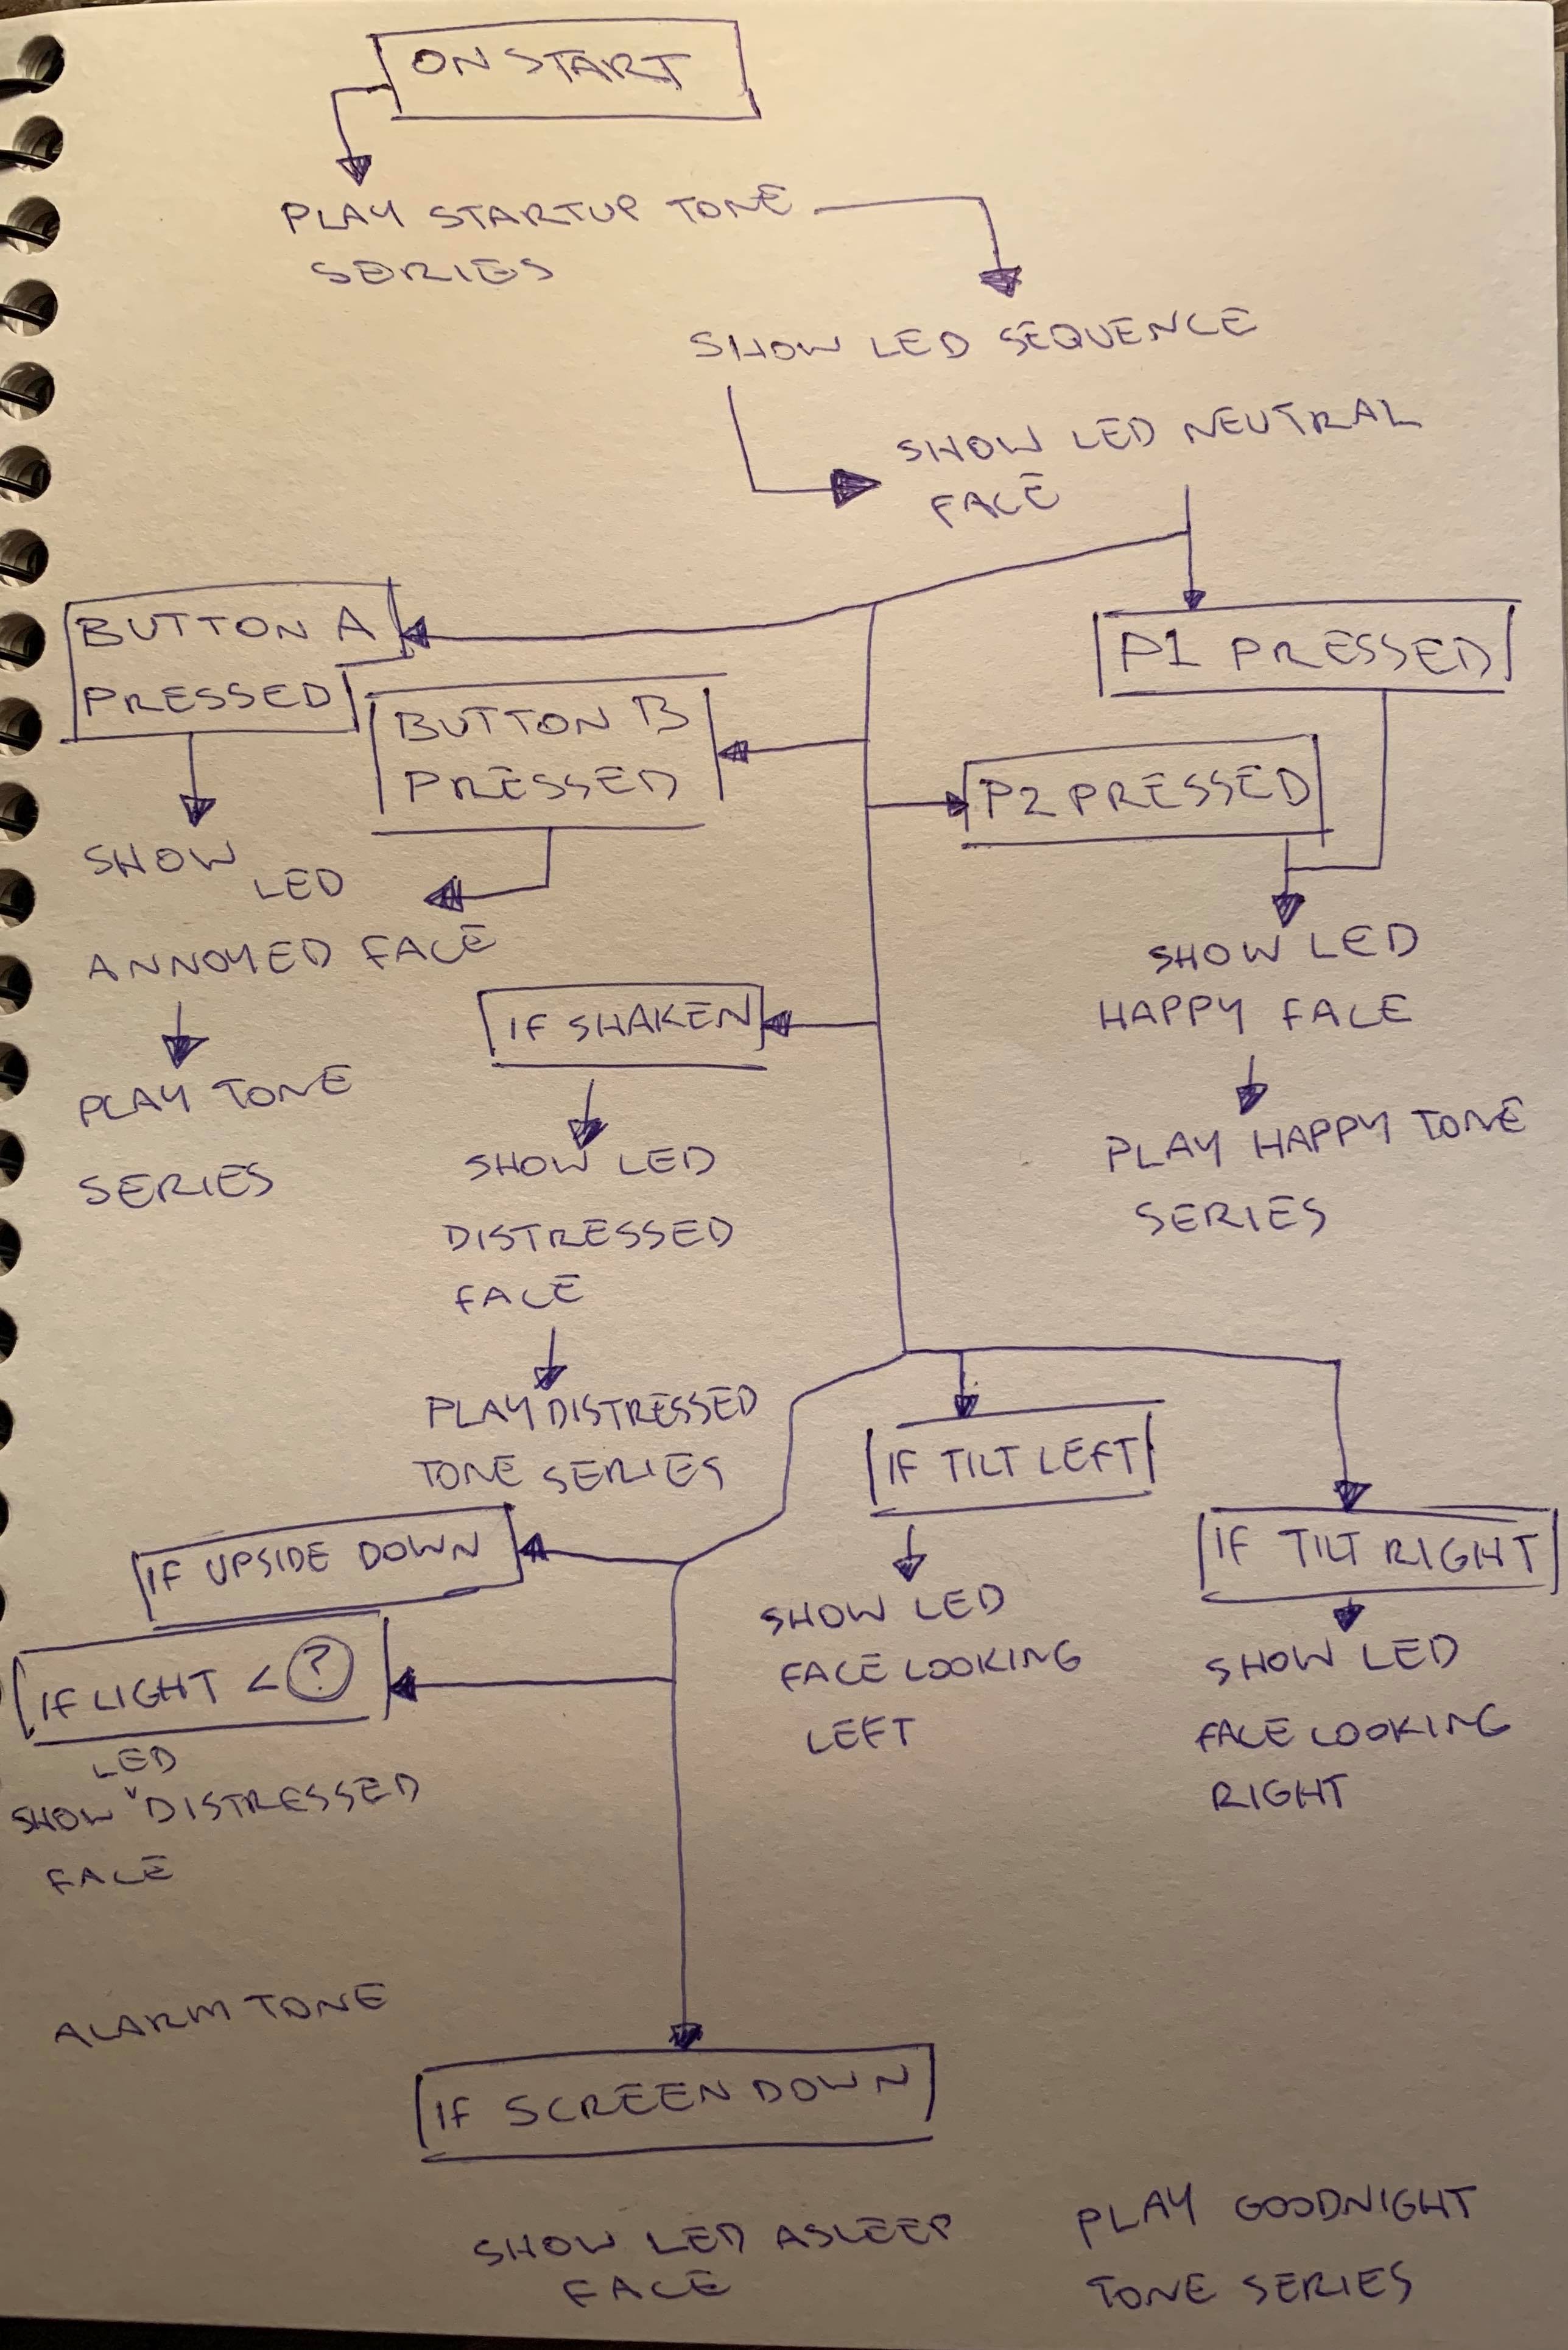 ON START
PLAY STARTUP TONE
SERIES
SHOW LED SEQUENCE
SHOW LED NEUTRAL
FACE
BUTTON A
PRESSED
BUTTON B
PRESSED
P1 PRESSED
P2 PRESSED
SHOW LED
ANNOYED FACE
PLAY TONE
SERIES
SHOW LED
HAPPY FACE
PLAY HAPPY TONE
SERIES
IF SHAKEN
SHOW LED
DISTRESSED
FACE
PLAY DISTRESSED
TONE SERIES
IF TILT LEFT
SHOW LED
FACE LOOKING
LEFT
IF TILT RIGHT
SHOW LED
FACE LOOKING
RIGHT
IF UPSIDE DOWN
IF LIGHT < ?
LED
SHOW DISTRESSED
FACE
ALARM TONE
IF SCREEN DOWN
SHOW LED ASLEEP
FACE
PLAY GOODNIGHT
TONE SERIES